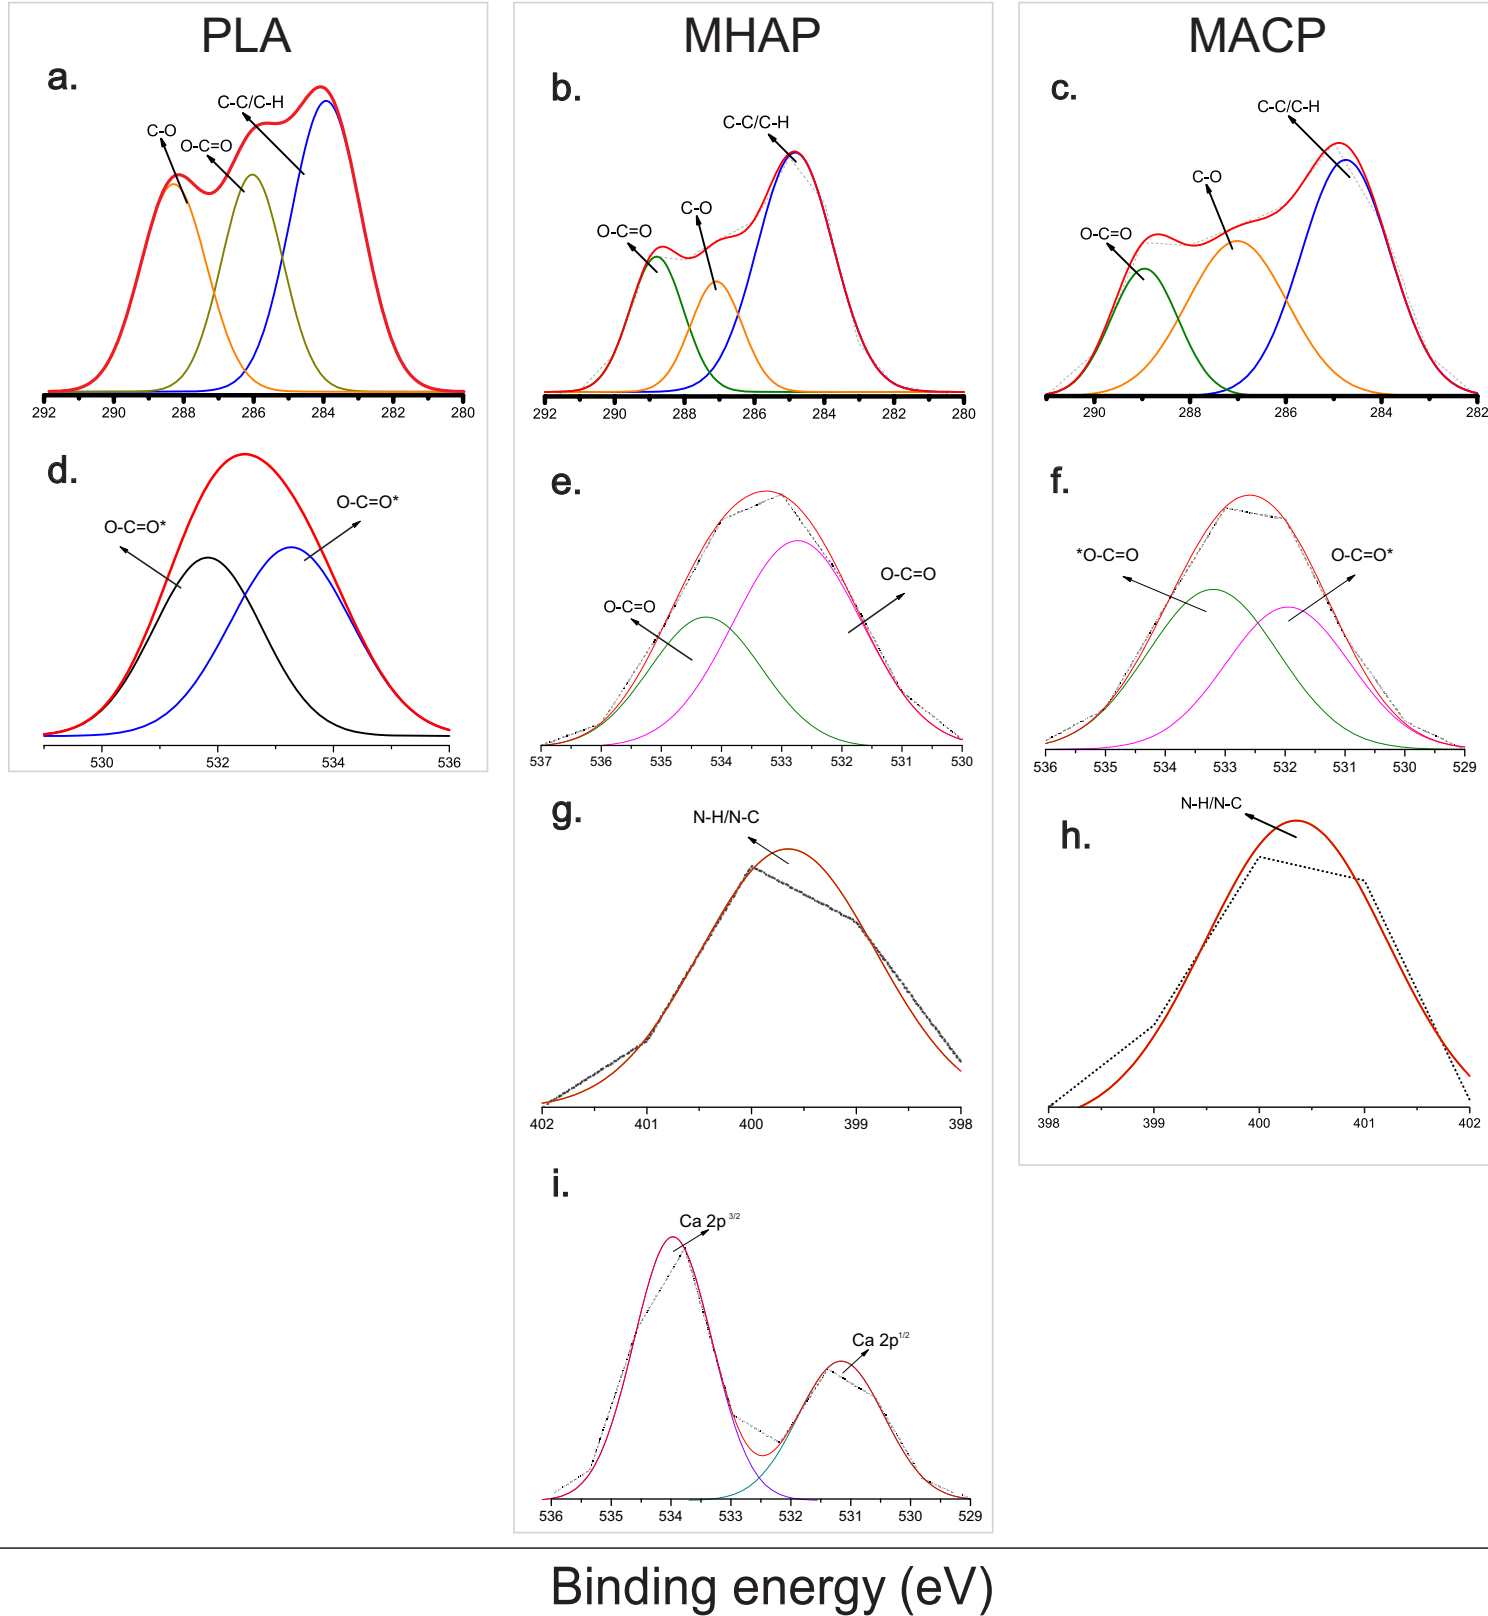 PLA
MHAP
MACP
a.
C-C/C-H
C-O
O-C=O
292 290 288 286 284 282 280
b.
C-C/C-H
C-O
O-C=O
292 290 288 286 284 282 280
c.
C-C/C-H
C-O
O-C=O
290 288 286 284 282
d.
O-C=O*
O-C=O*
530 532 534 536
e.
O-C=O
O-C=O
537 536 535 534 533 532 531 530
f.
*O-C=O
O-C=O*
536 535 534 533 532 531 530 529
g.
N-H/N-C
402 401 400 399 398
h.
N-H/N-C
398 399 400 401 402
i.
Ca 2p 3/2
Ca 2p1/2
536 535 534 533 532 531 530 529
Binding energy (eV)